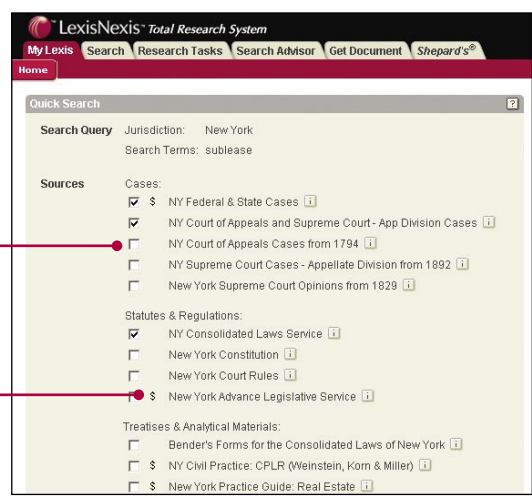 LexisNexis™ Total Research System
My Lexis Search Research Tasks Search Advisor Get Document Shepard's®
Home
Quick Search ?
Search Query Jurisdiction: New York
Search Terms: sublease
Sources Cases:
$ NY Federal & State Cases i
NY Court of Appeals and Supreme Court - App Division Cases i
NY Court of Appeals Cases from 1794 i
NY Supreme Court Cases - Appellate Division from 1892 i
New York Supreme Court Opinions from 1829 i
Statutes & Regulations:
NY Consolidated Laws Service i
New York Constitution i
New York Court Rules i
$ New York Advance Legislative Service i
Treatises & Analytical Materials:
Bender's Forms for the Consolidated Laws of New York i
$ NY Civil Practice: CPLR (Weinstein, Korn & Miller) i
$ New York Practice Guide: Real Estate i